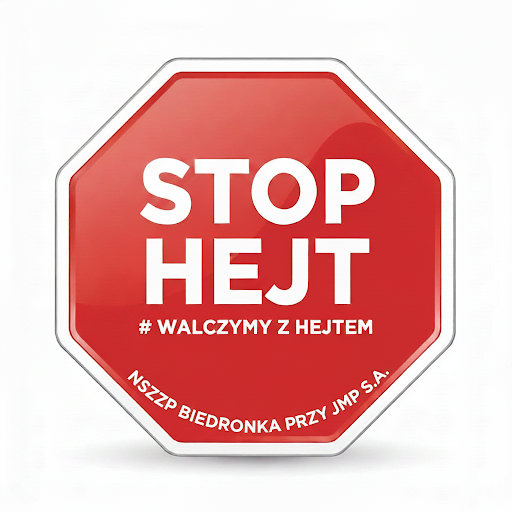 STOP
HEJT
# WALCZYMY Z HEJTEM
NSZZP BIEDRONKA PRZY JMP S.A.